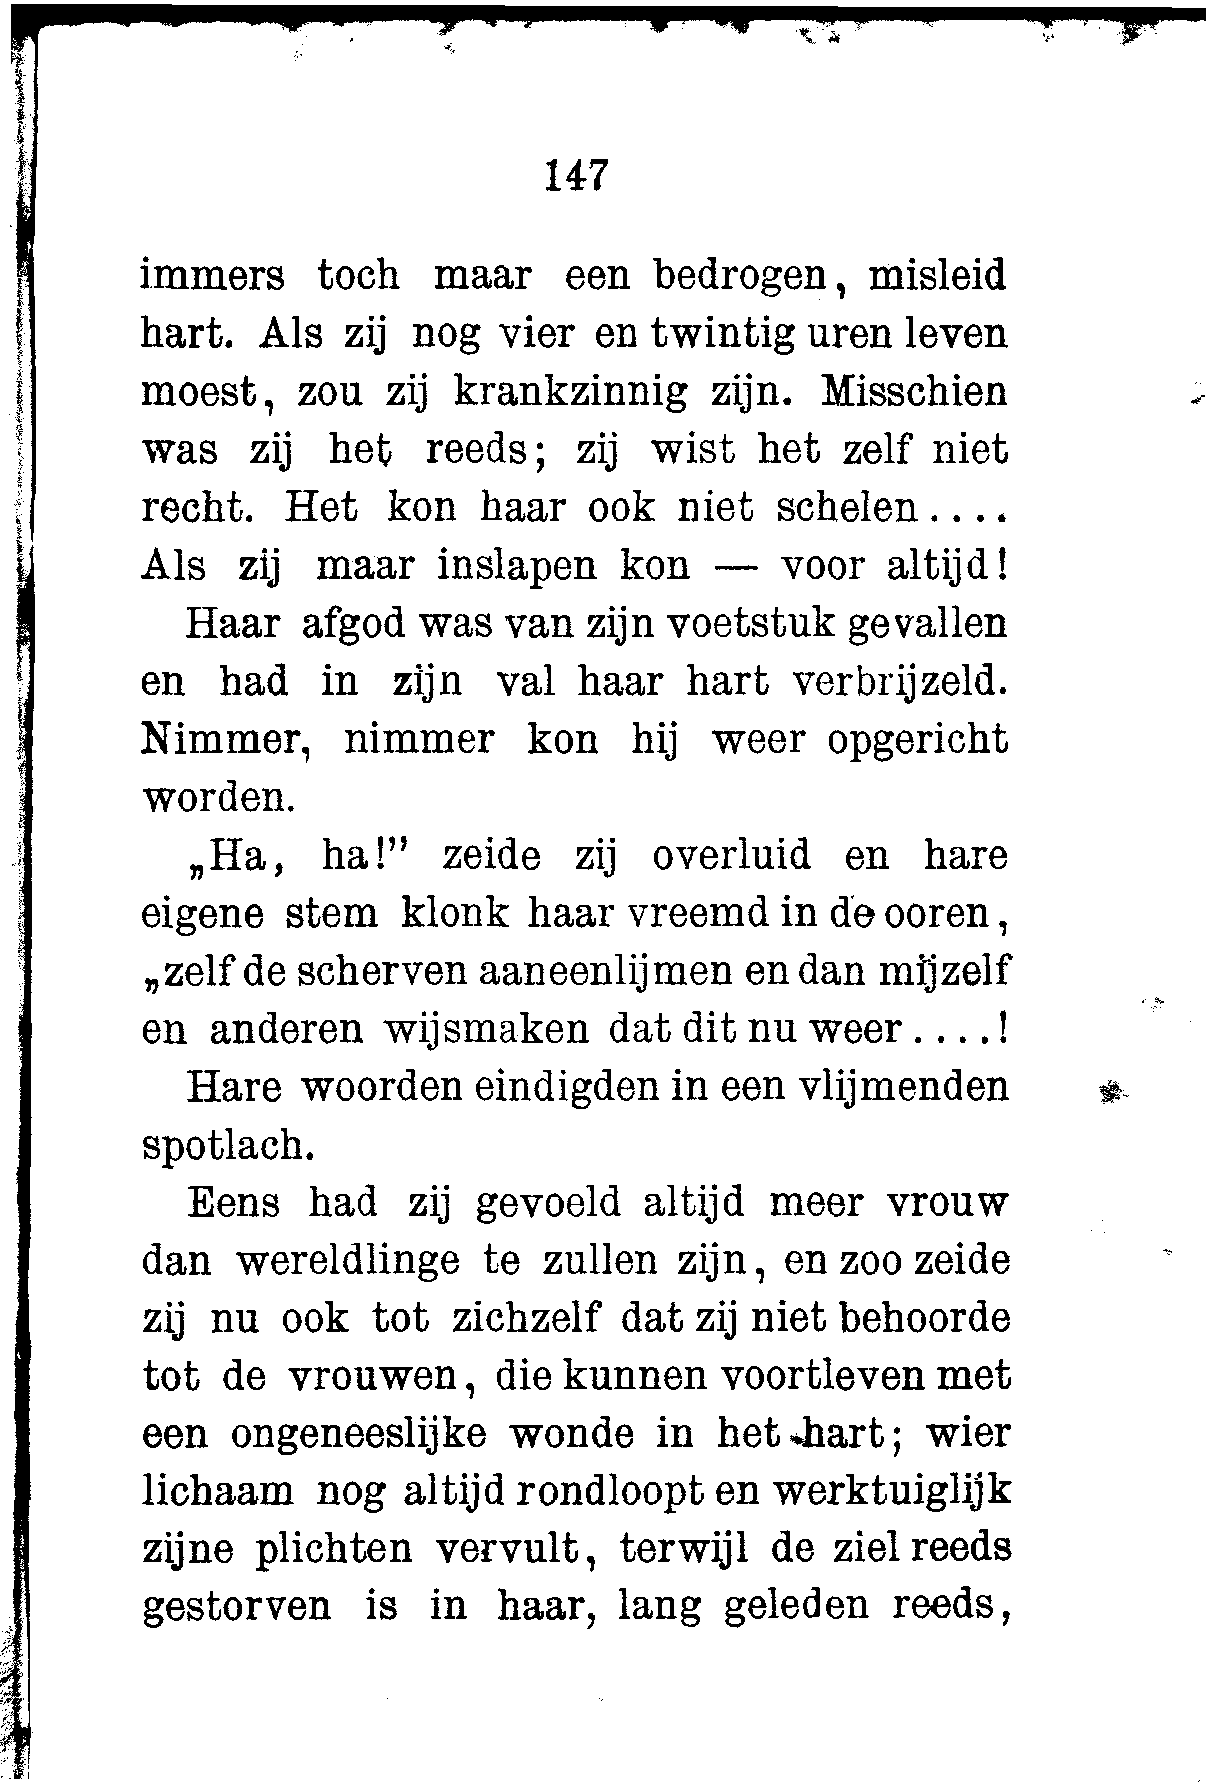 147
immers toch maar een bedrogen, misleid
hart. Als zij nog vier en twintig uren leven
moest, zou zij krankzinnig zijn. Misschien
was zij het reeds; zij wist het zelf niet
recht. Het kon haar ook niet schelen....
Als zij maar inslapen kon — voor altijd!
Haar afgod was van zijn voetstuk gevallen
en had in zijn val haar hart verbrijzeld.
Nimmer, nimmer kon hij weer opgericht
worden.
„Ha, ha!” zeide zij overluid en hare
eigene stem klonk haar vreemd in de ooren,
„zelf de scherven aaneenlijmen en dan mijzelf
en anderen wijsmaken dat dit nu weer....!
Hare woorden eindigden in een vlijmenden
spotlach.
Eens had zij gevoeld altijd meer vrouw
dan wereldlinge te zullen zijn, en zoo zeide
zij nu ook tot zichzelf dat zij niet behoorde
tot de vrouwen, die kunnen voortleven met
een ongeneeslijke wonde in het hart; wier
lichaam nog altijd rondloopt en werktuiglijk
zijne plichten vervult, terwijl de ziel reeds
gestorven is in haar, lang geleden reeds,